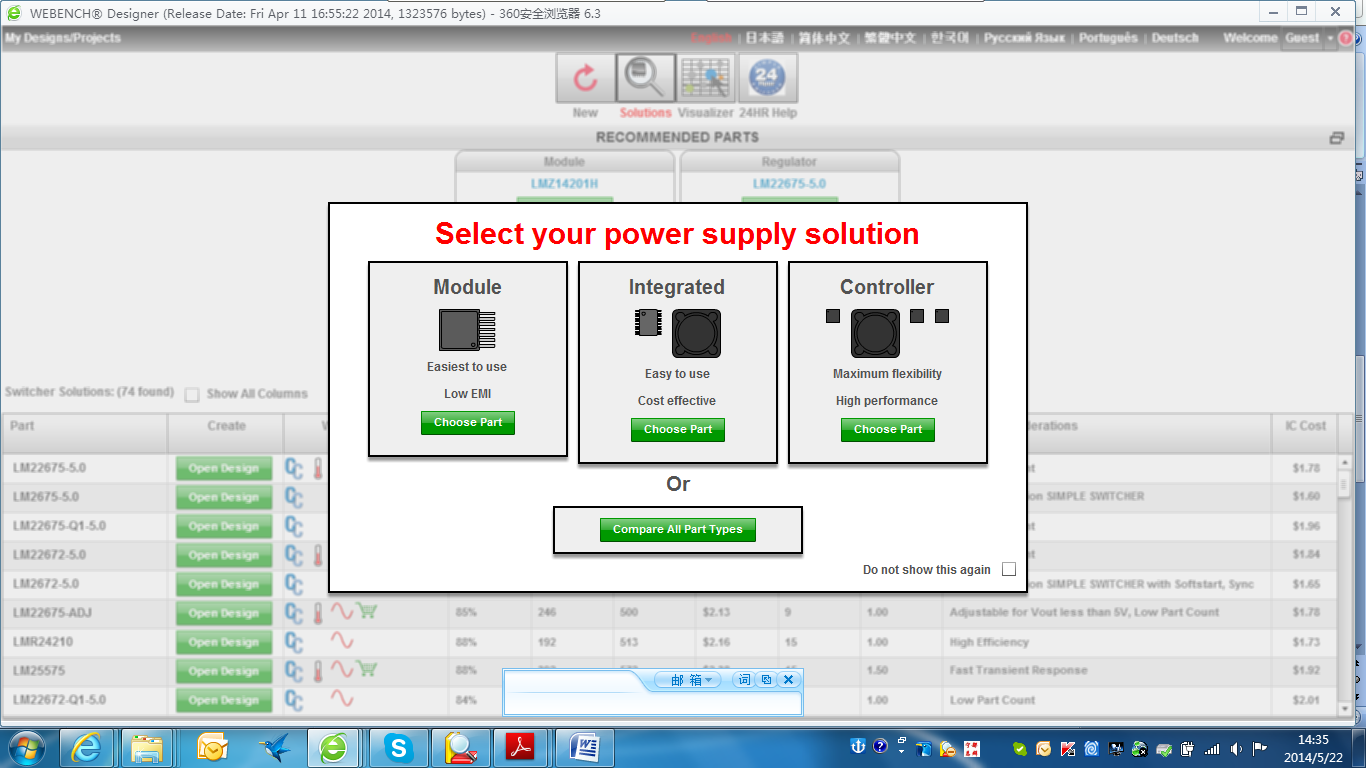 WEBENCH® Designer (Release Date: Fri Apr 11 16:55:22 2014, 1323576 bytes) - 360安全浏览器 6.3
My Designs/Projects
English | 日本語 | 简体中文 | 繁體中文 | 한국어 | Русский Язык | Português | Deutsch Welcome Guest
New Solutions Visualizer 24HR Help
24
RECOMMENDED PARTS
Module Regulator
LMZ14201H LM22675-5.0
Select your power supply solution
Module Integrated Controller
Easiest to use Easy to use Maximum flexibility
Low EMI Cost effective High performance
Choose Part Choose Part Choose Part
Or
Compare All Part Types
Do not show this again
Switcher Solutions: (74 found) Show All Columns
Part Create IC Cost
LM22675-5.0 Open Design $1.78
LM2675-5.0 Open Design SIMPLE SWITCHER $1.60
LM22675-Q1-5.0 Open Design $1.96
LM22672-5.0 Open Design $1.84
LM2672-5.0 Open Design SIMPLE SWITCHER with Softstart, Sync $1.65
LM22675-ADJ Open Design 85% 246 500 $2.13 9 1.00 Adjustable for Vout less than 5V, Low Part Count $1.78
LMR24210 Open Design 88% 192 513 $2.16 15 1.00 High Efficiency $1.73
LM25575 Open Design 88% 1.50 Fast Transient Response $1.92
LM22672-Q1-5.0 Open Design 84% 1.00 Low Part Count $2.01
邮 箱 词
14:35
2014/5/22